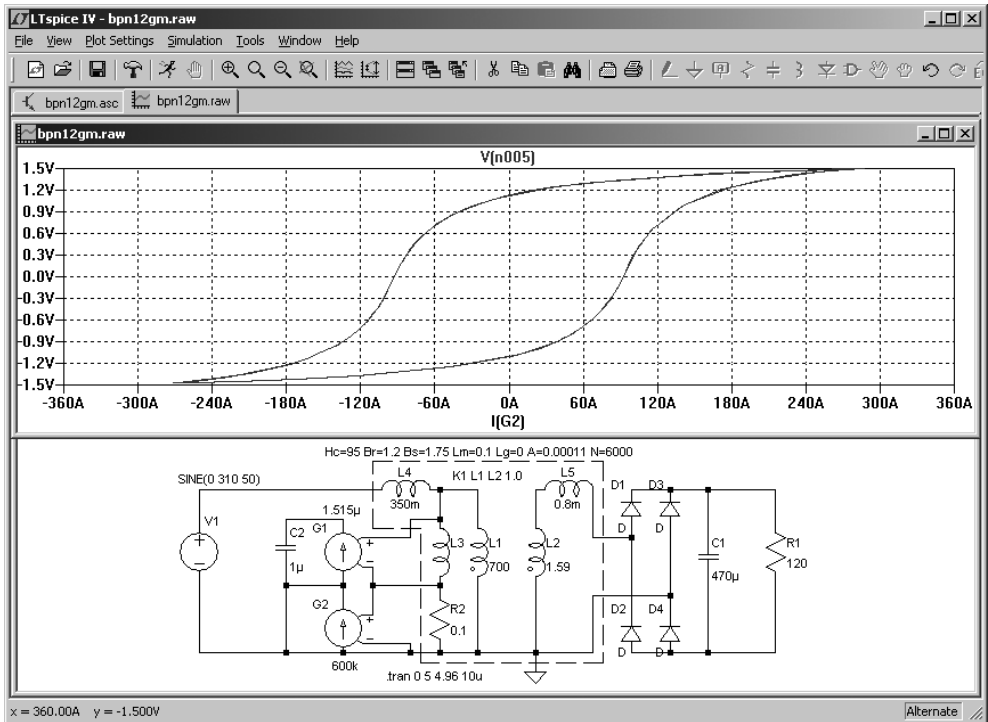 LTspice IV - bpn12gm.raw
File View Plot Settings Simulation Tools Window Help
bpn12gm.asc bpn12gm.raw
bpn12gm.raw
V(n005)
1.5V
1.2V
0.9V
0.6V
0.3V
0.0V
-0.3V
-0.6V
-0.9V
-1.2V
-1.5V
-360A -300A -240A -180A -120A -60A 0A 60A 120A 180A 240A 300A 360A
I(G2)
Hc=95 Br=1.2 Bs=1.75 Lm=0.1 Lg=0 A=0.00011 N=6000
SINE(0 310 50)
L4
K1 L1 L2 1.0
L5
D1 D3
350m
0.8m
1.515µ
V1
C2
G1
D D
1µ
L3 L1
700
L2
1.59
C1
470µ
R1
120
G2
R2
0.1
D2 D4
600k
D D
.tran 0 5 4.96 10u
x = 360.00A y = -1.500V
Alternate